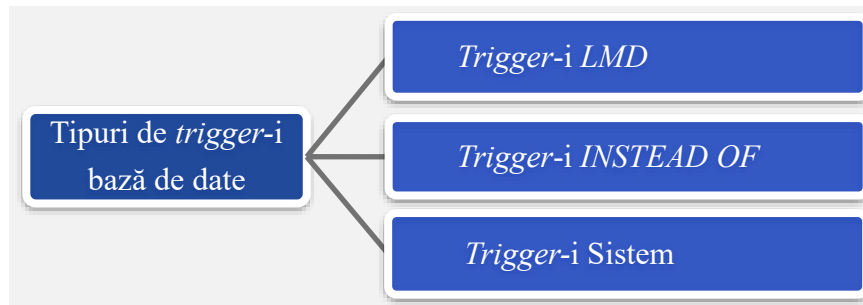 Tipuri de trigger-i
bază de date
Trigger-i LMD
Trigger-i INSTEAD OF
Trigger-i Sistem